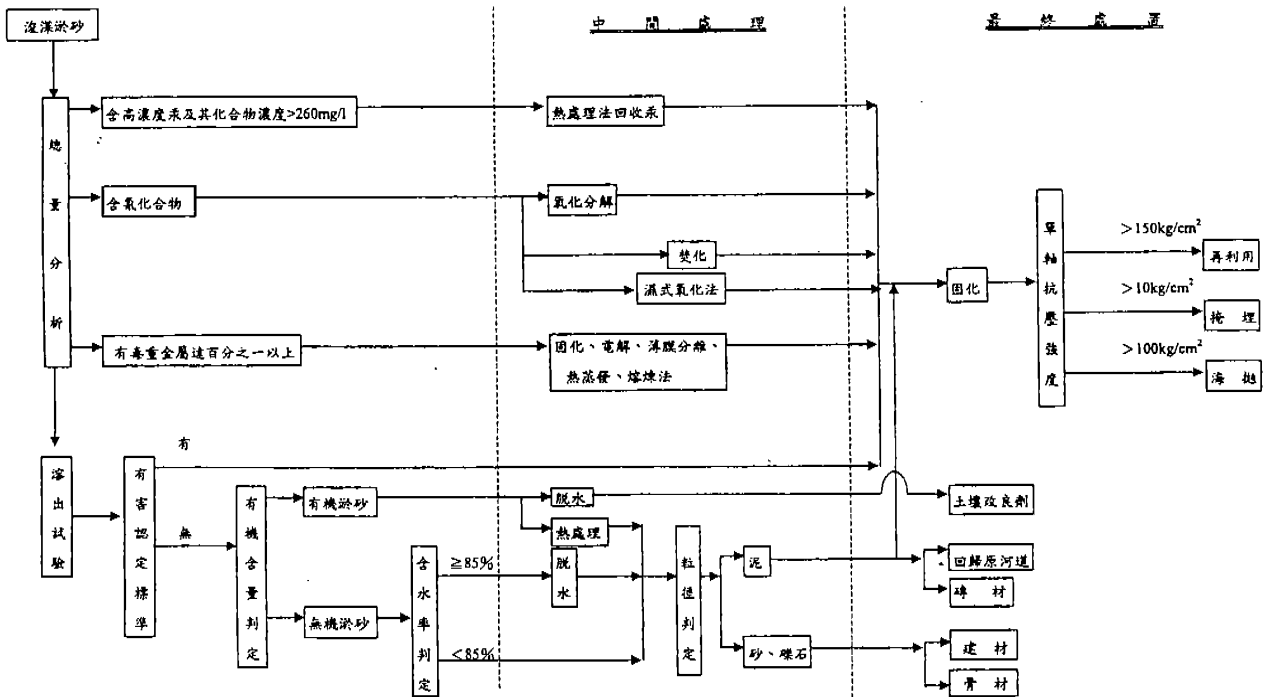 浚渫淤砂
中間處理
最終處置
總量分析
含高濃度汞及其化合物濃度>260mg/l
熱處理法回收汞
含氰化合物
氧化分解
焚化
濕式氧化法
有毒重金屬達百分之一以上
固化、電解、薄膜分離、
熱蒸發、熔煉法
固化
單軸抗壓強度
>150kg/cm²
再利用
>10kg/cm²
掩埋
>100kg/cm²
海拋
溶出試驗
有害認定標準
有
無
有機含量判定
有機淤砂
脫水
土壤改良劑
熱處理
無機淤砂
含水率判定
≧85%
脫水
<85%
粒徑判定
泥
回歸原河道
磚材
砂、礫石
建材
骨材